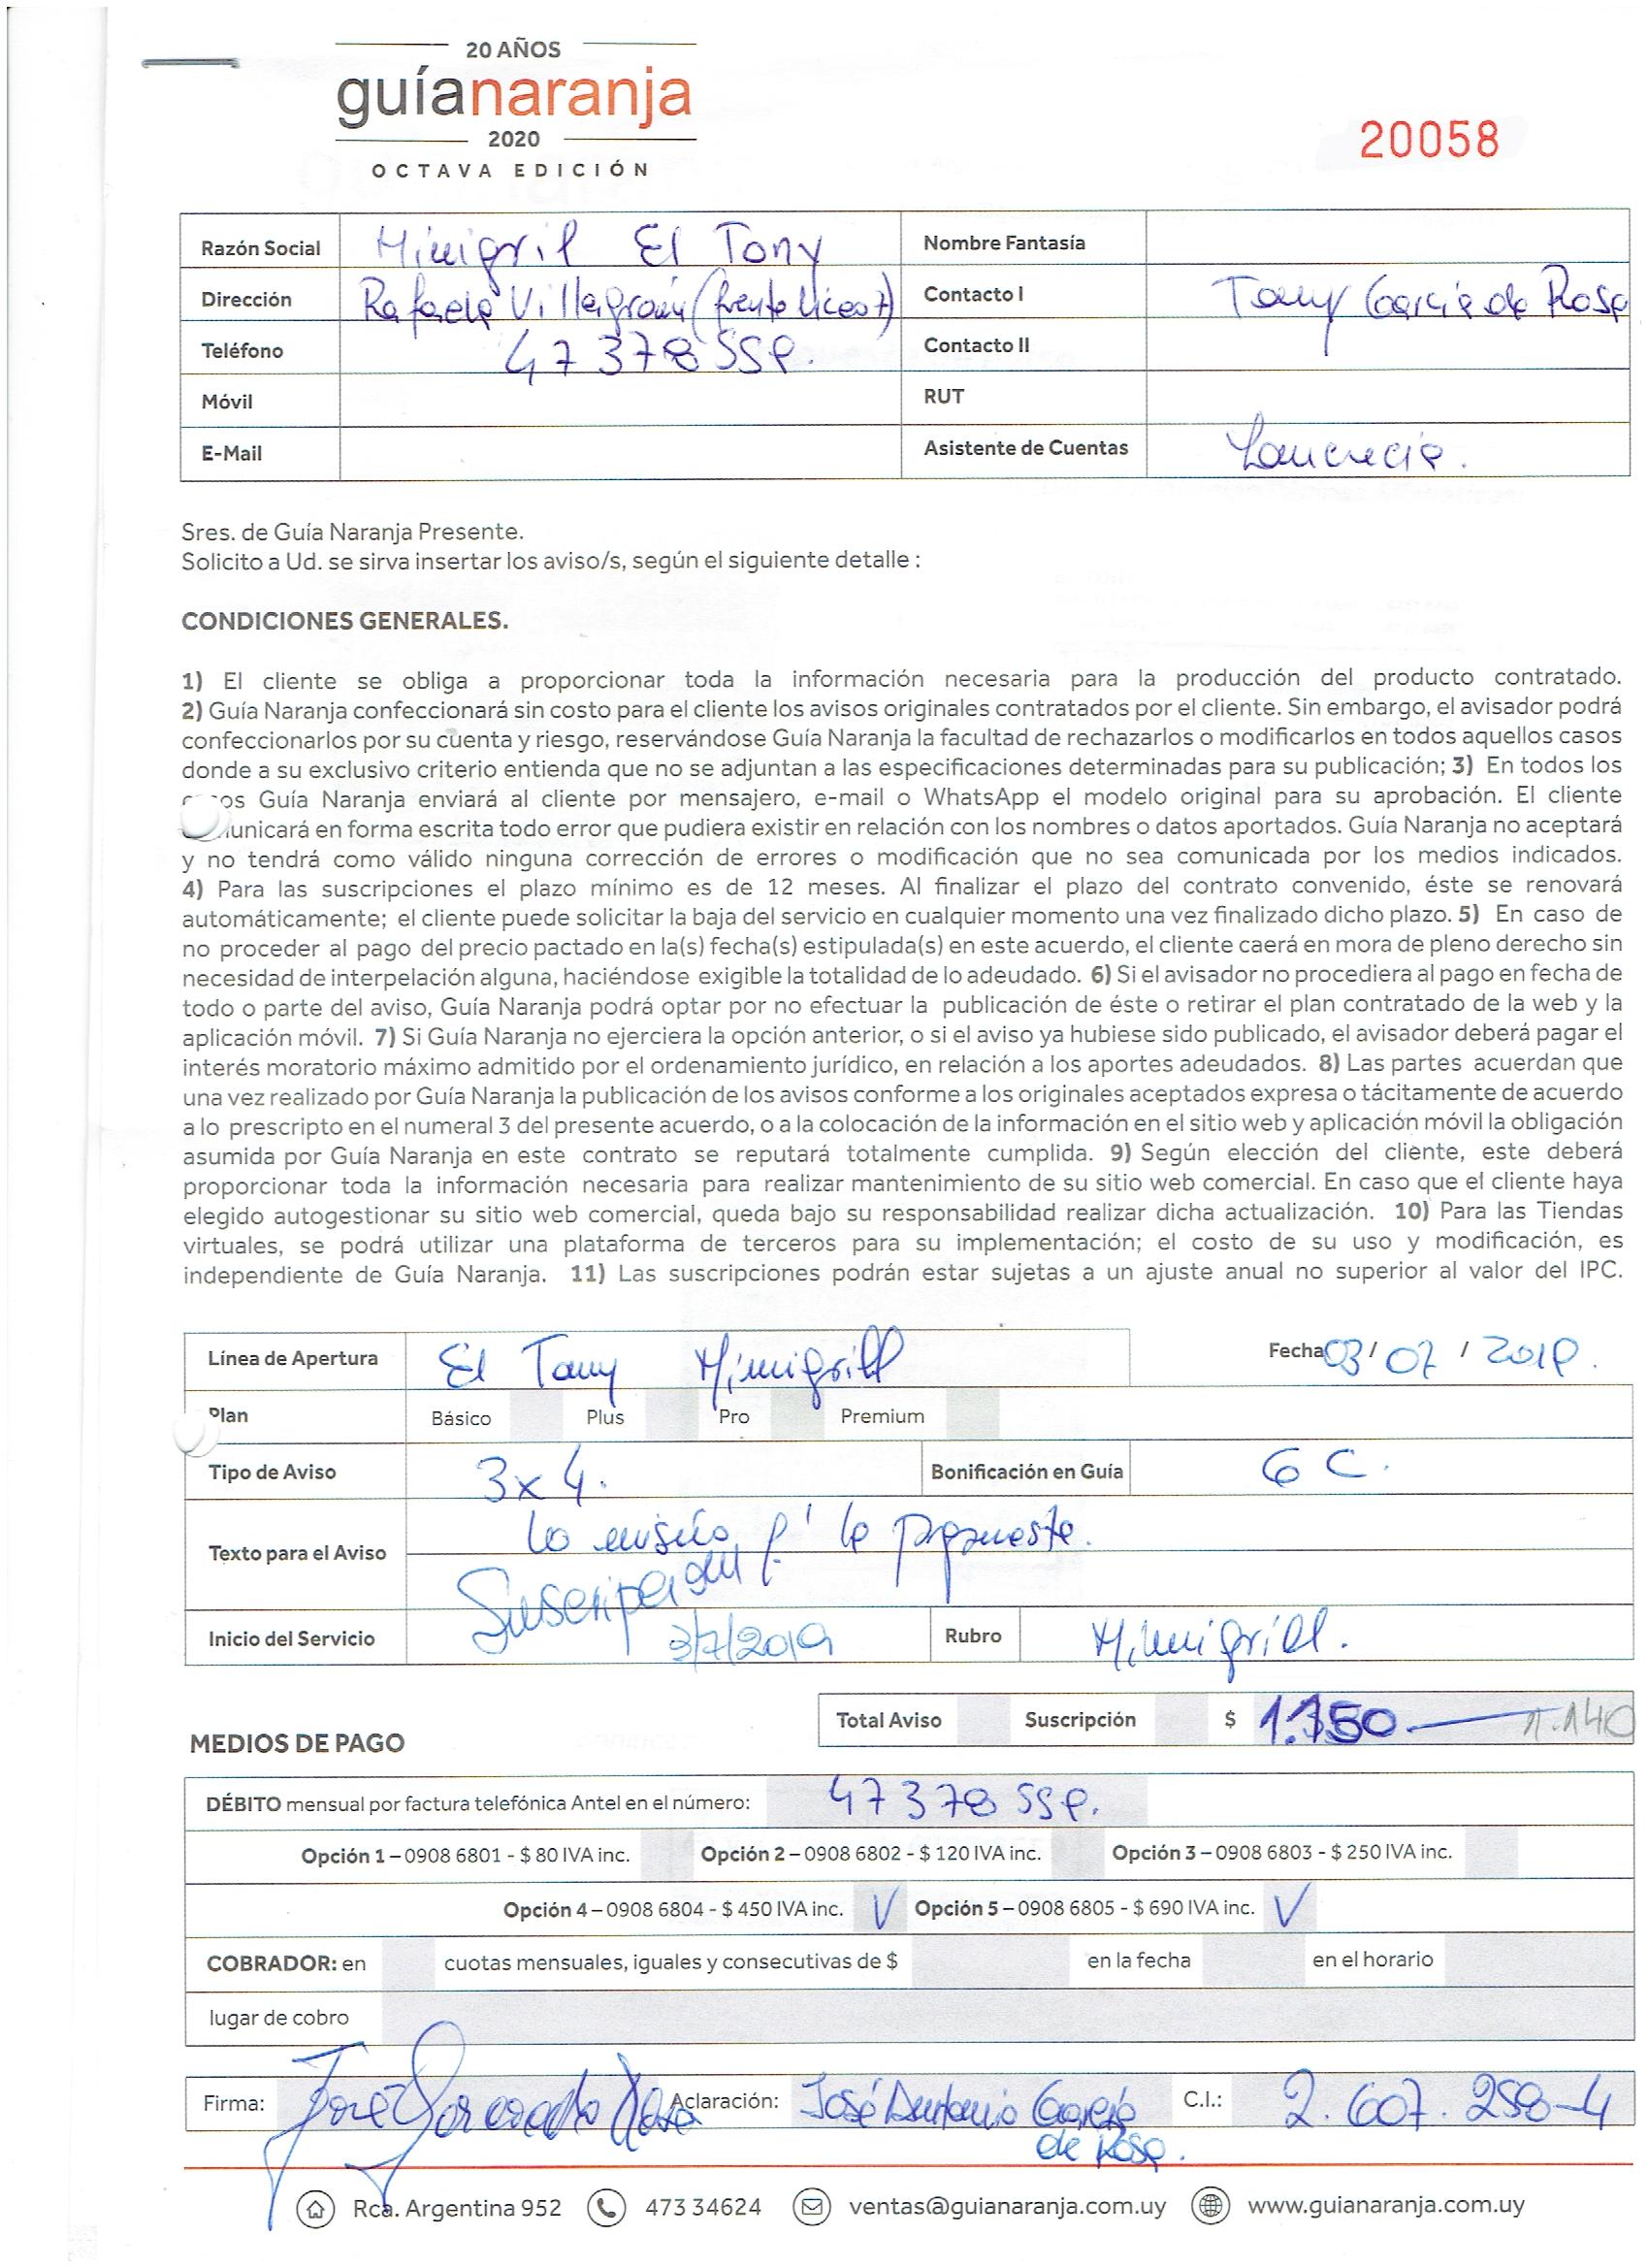 20 AÑOS
guíanaranja
2020
OCTAVA EDICIÓN
20058
Razón Social Minigril El Tony Nombre Fantasía
Dirección Rafaela Villagrán (frente liceo 7) Contacto I Tony García de Rosa
Teléfono 47378559. Contacto II
Móvil RUT
E-Mail Asistente de Cuentas Laucrecia.
Sres. de Guía Naranja Presente.
Solicito a Ud. se sirva insertar los aviso/s, según el siguiente detalle :
CONDICIONES GENERALES.
1) El cliente se obliga a proporcionar toda la información necesaria para la producción del producto contratado.
2) Guía Naranja confeccionará sin costo para el cliente los avisos originales contratados por el cliente. Sin embargo, el avisador podrá
confeccionarlos por su cuenta y riesgo, reservándose Guía Naranja la facultad de rechazarlos o modificarlos en todos aquellos casos
donde a su exclusivo criterio entienda que no se adjuntan a las especificaciones determinadas para su publicación; 3) En todos los
Guía Naranja enviará al cliente por mensajero, e-mail o WhatsApp el modelo original para su aprobación. El cliente
unicará en forma escrita todo error que pudiera existir en relación con los nombres o datos aportados. Guía Naranja no aceptará
y no tendrá como válido ninguna corrección de errores o modificación que no sea comunicada por los medios indicados.
4) Para las suscripciones el plazo mínimo es de 12 meses. Al finalizar el plazo del contrato convenido, éste se renovará
automáticamente; el cliente puede solicitar la baja del servicio en cualquier momento una vez finalizado dicho plazo. 5) En caso de
no proceder al pago del precio pactado en la(s) fecha(s) estipulada(s) en este acuerdo, el cliente caerá en mora de pleno derecho sin
necesidad de interpelación alguna, haciéndose exigible la totalidad de lo adeudado. 6) Si el avisador no procediera al pago en fecha de
todo o parte del aviso, Guía Naranja podrá optar por no efectuar la publicación de éste o retirar el plan contratado de la web y la
aplicación móvil. 7) Si Guía Naranja no ejerciera la opción anterior, o si el aviso ya hubiese sido publicado, el avisador deberá pagar el
interés moratorio máximo admitido por el ordenamiento jurídico, en relación a los aportes adeudados. 8) Las partes acuerdan que
una vez realizado por Guía Naranja la publicación de los avisos conforme a los originales aceptados expresa o tácitamente de acuerdo
a lo prescripto en el numeral 3 del presente acuerdo, o a la colocación de la información en el sitio web y aplicación móvil la obligación
asumida por Guía Naranja en este contrato se reputará totalmente cumplida. 9) Según elección del cliente, este deberá
proporcionar toda la información necesaria para realizar mantenimiento de su sitio web comercial. En caso que el cliente haya
elegido autogestionar su sitio web comercial, queda bajo su responsabilidad realizar dicha actualización. 10) Para las Tiendas
virtuales, se podrá utilizar una plataforma de terceros para su implementación; el costo de su uso y modificación, es
independiente de Guía Naranja. 11) Las suscripciones podrán estar sujetas a un ajuste anual no superior al valor del IPC.
Línea de Apertura El Tony Minigrill Fecha 03 / 07 / 2019.
Plan Básico Plus Pro Premium
Tipo de Aviso 3x4. Bonificación en Guía 6 C.
Texto para el Aviso Lo envío p' la propuesta.
Suscripción
Inicio del Servicio 3/7/2019 Rubro Minigrill.
Total Aviso Suscripción $ 1.140
MEDIOS DE PAGO
DÉBITO mensual por factura telefónica Antel en el número: 47378559.
Opción 1 – 0908 6801 - $ 80 IVA inc. Opción 2 – 0908 6802 - $ 120 IVA inc. Opción 3 – 0908 6803 - $ 250 IVA inc.
Opción 4 – 0908 6804 - $ 450 IVA inc. V Opción 5 – 0908 6805 - $ 690 IVA inc. V
COBRADOR: en cuotas mensuales, iguales y consecutivas de $ en la fecha en el horario
lugar de cobro
Firma: Aclaración: José Antonio García C.I.: 2.607.258-4
de Rosa.
Rca. Argentina 952 473 34624 ventas@guianaranja.com.uy www.guianaranja.com.uy